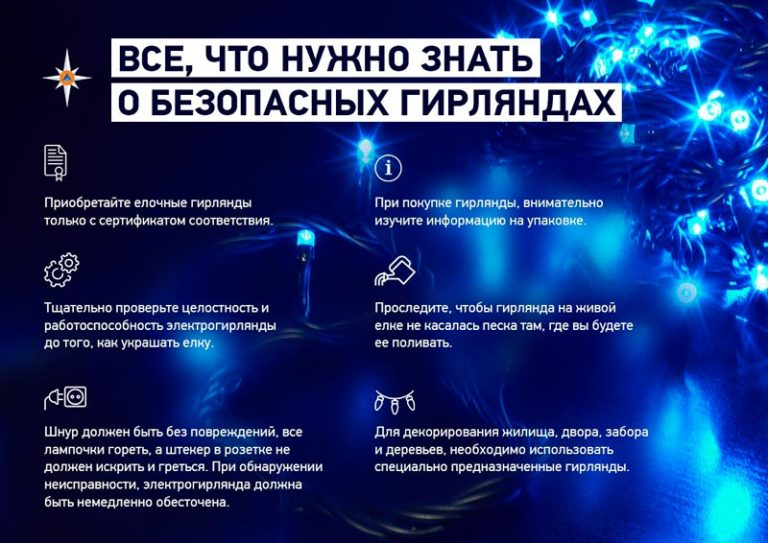 ВСЕ, ЧТО НУЖНО ЗНАТЬ
О БЕЗОПАСНЫХ ГИРЛЯНДАХ
Приобретайте елочные гирлянды
только с сертификатом соответствия.
При покупке гирлянды, внимательно
изучите информацию на упаковке.
Тщательно проверьте целостность и
работоспособность электрогирлянды
до того, как украшать елку.
Проследите, чтобы гирлянда на живой
елке не касалась песка там, где вы будете
ее поливать.
Шнур должен быть без повреждений, все
лампочки гореть, а штекер в розетке не
должен искрить и греться. При обнаружении
неисправности, электрогирлянда должна
быть немедленно обесточена.
Для декорирования жилища, двора, забора
и деревьев, необходимо использовать
специально предназначенные гирлянды.